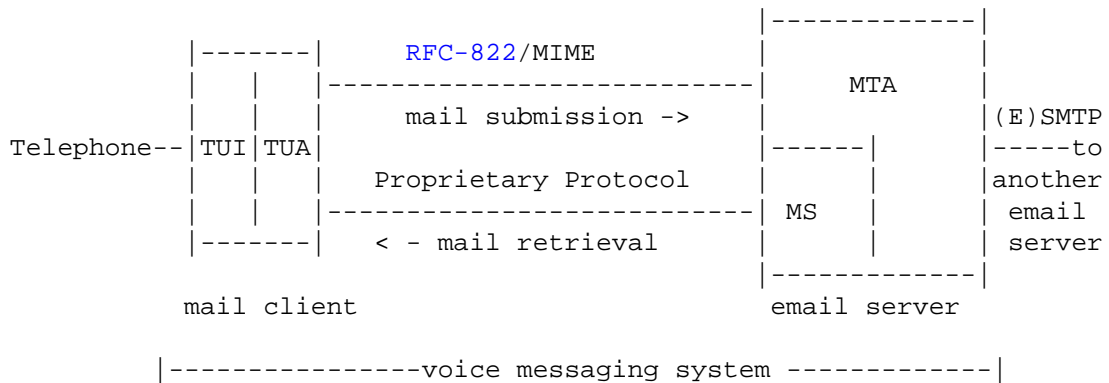 |-------------|
|-------| RFC-822/MIME | |
| | |--------------------------| MTA |
| | | mail submission -> | |(E)SMTP
Telephone--|TUI|TUA| |------| |-----to
| | | Proprietary Protocol | | |another
| | |--------------------------| MS | | email
|-------| < - mail retrieval | | | server
|-------------|
mail client email server
|----------------voice messaging system -------------|